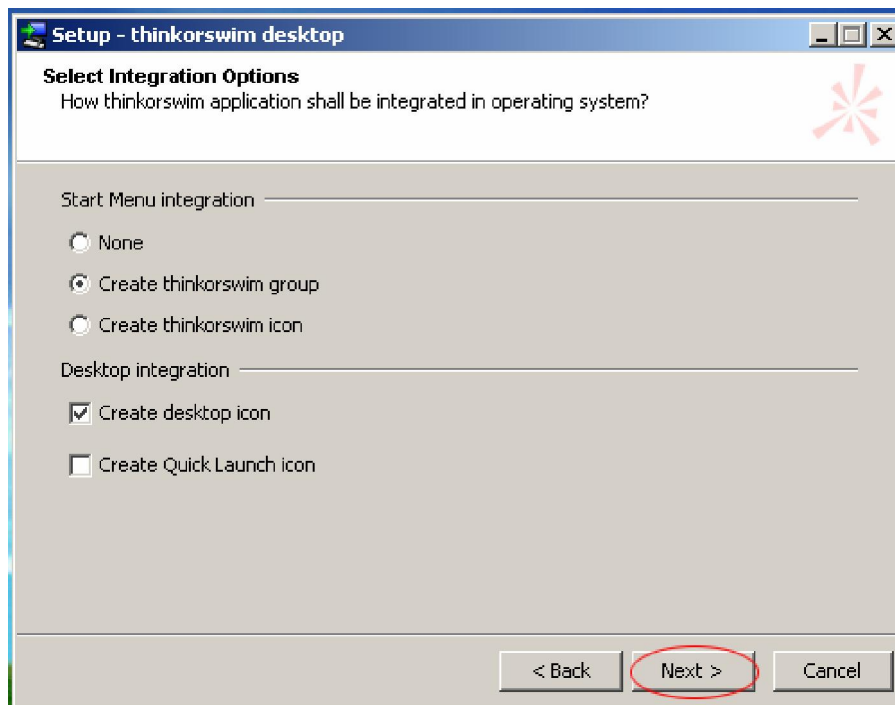 Setup - thinkorswim desktop
Select Integration Options
How thinkorswim application shall be integrated in operating system?
Start Menu integration
None
Create thinkorswim group
Create thinkorswim icon
Desktop integration
Create desktop icon
Create Quick Launch icon
< Back Next > Cancel